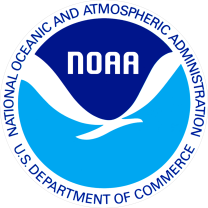 NATIONAL OCEANIC AND ATMOSPHERIC ADMINISTRATION
NOAA
U.S. DEPARTMENT OF COMMERCE